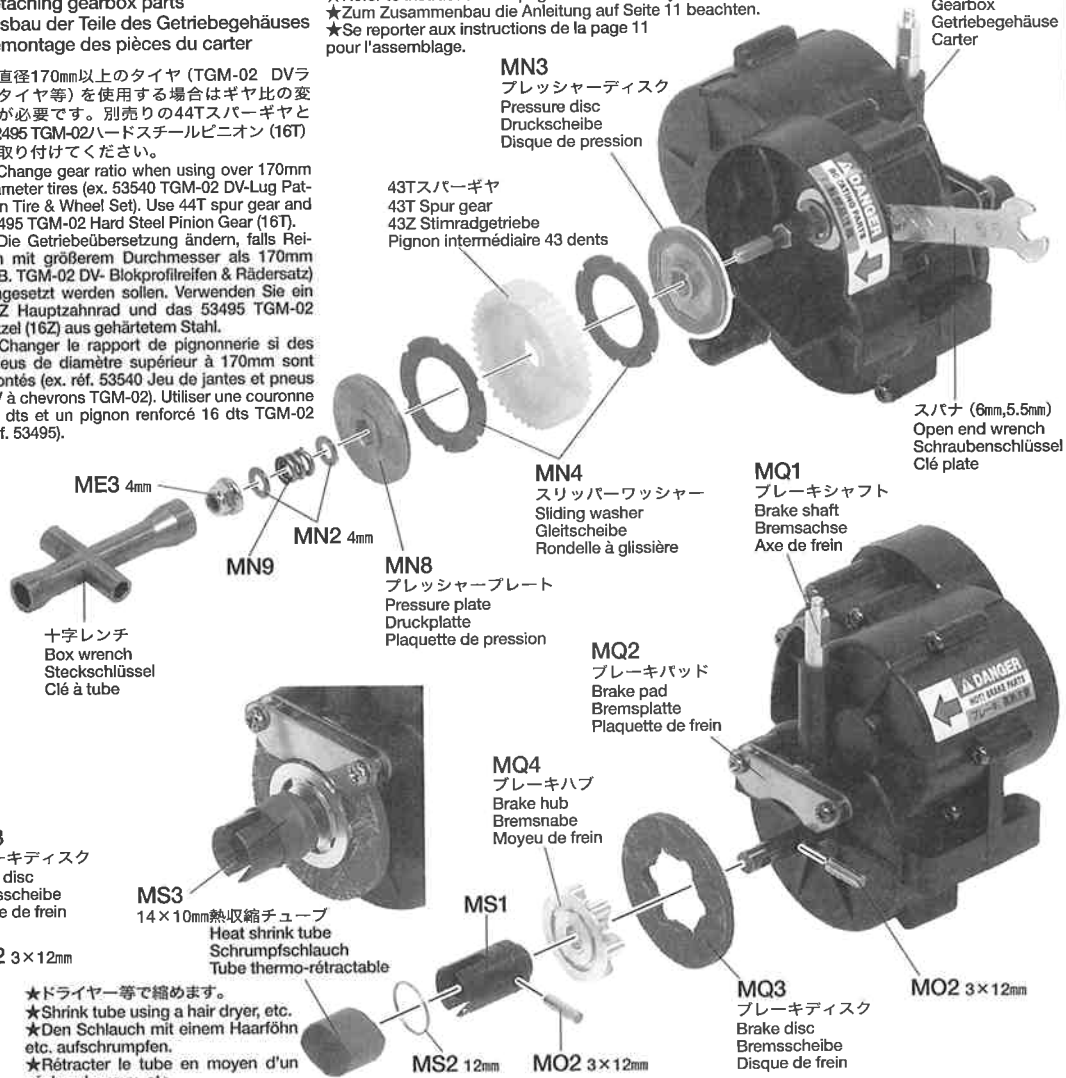 etaching gearbox parts
sbau der Teile des Getriebegehäuses
emontage des pièces du carter
直径170mm以上のタイヤ (TGM-02 DVラ
タイヤ等) を使用する場合はギヤ比の変
が必要です。別売りの44Tスパーギヤと
2495 TGM-02ハードスチールピニオン (16T)
取り付けてください。
Change gear ratio when using over 170mm
ameter tires (ex. 53540 TGM-02 DV-Lug Pat-
n Tire & Wheel Set). Use 44T spur gear and
495 TGM-02 Hard Steel Pinion Gear (16T).
Die Getriebeübersetzung ändern, falls Rei-
n mit größerem Durchmesser als 170mm
B. TGM-02 DV- Blokprofilreifen & Rädersatz)
ngesetzt werden sollen. Verwenden Sie ein
Z Hauptzahnrad und das 53495 TGM-02
tzel (16Z) aus gehärtetem Stahl.
Changer le rapport de pignonnerie si des
eus de diamètre supérieur à 170mm sont
ontés (ex. réf. 53540 Jeu de jantes et pneus
V à chevrons TGM-02). Utiliser une couronne
dts et un pignon renforcé 16 dts TGM-02
f. 53495).
★Zum Zusammenbau die Anleitung auf Seite 11 beachten.
★Se reporter aux instructions de la page 11
pour l'assemblage.
Gearbox
Getriebegehäuse
Carter
MN3
プレッシャーディスク
Pressure disc
Druckscheibe
Disque de pression
43Tスパーギヤ
43T Spur gear
43Z Stirnradgetriebe
Pignon intermédiaire 43 dents
⚠DANGER
ROTATING PARTS
スパナ (6mm,5.5mm)
Open end wrench
Schraubenschlüssel
Clé plate
ME3 4mm
MN9
MN2 4mm
MN8
プレッシャープレート
Pressure plate
Druckplatte
Plaquette de pression
MN4
スリッパーワッシャー
Sliding washer
Gleitscheibe
Rondelle à glissière
十字レンチ
Box wrench
Steckschlüssel
Clé à tube
MQ1
ブレーキシャフト
Brake shaft
Bremsachse
Axe de frein
MQ2
ブレーキパッド
Brake pad
Bremsplatte
Plaquette de frein
⚠DANGER
HOT! BRAKE PARTS
MQ4
ブレーキハブ
Brake hub
Bremsnabe
Moyeu de frein
3
ーキディスク
disc
sscheibe
e de frein
2 3×12mm
MS3
14×10mm熱収縮チューブ
Heat shrink tube
Schrumpfschlauch
Tube thermo-rétractable
MS1
MS2 12mm
MO2 3×12mm
MQ3
ブレーキディスク
Brake disc
Bremsscheibe
Disque de frein
MO2 3×12mm
★ドライヤー等で縮めます。
★Shrink tube using a hair dryer, etc.
★Den Schlauch mit einem Haarföhn
etc. aufschrumpfen.
★Rétracter le tube en moyen d'un